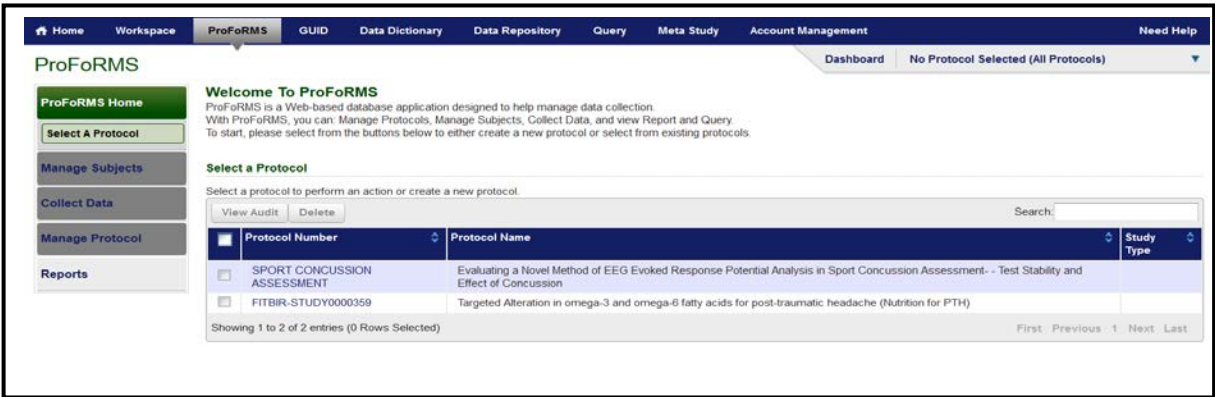 Home Workspace ProFoRMS GUID Data Dictionary Data Repository Query Meta Study Account Management Need Help
ProFoRMS
Dashboard No Protocol Selected (All Protocols)
ProFoRMS Home
Select A Protocol
Manage Subjects
Collect Data
Manage Protocol
Reports
Welcome To ProFoRMS
ProFoRMS is a Web-based database application designed to help manage data collection.
With ProFoRMS, you can: Manage Protocols, Manage Subjects, Collect Data, and view Report and Query.
To start, please select from the buttons below to either create a new protocol or select from existing protocols.
Select a Protocol
Select a protocol to perform an action or create a new protocol.
View Audit Delete Search:
Protocol Number Protocol Name Study
Type
SPORT CONCUSSION Evaluating a Novel Method of EEG Evoked Response Potential Analysis in Sport Concussion Assessment- - Test Stability and
ASSESSMENT Effect of Concussion
FITBIR-STUDY0000359 Targeted Alteration in omega-3 and omega-6 fatty acids for post-traumatic headache (Nutrition for PTH)
Showing 1 to 2 of 2 entries (0 Rows Selected) First Previous 1 Next Last